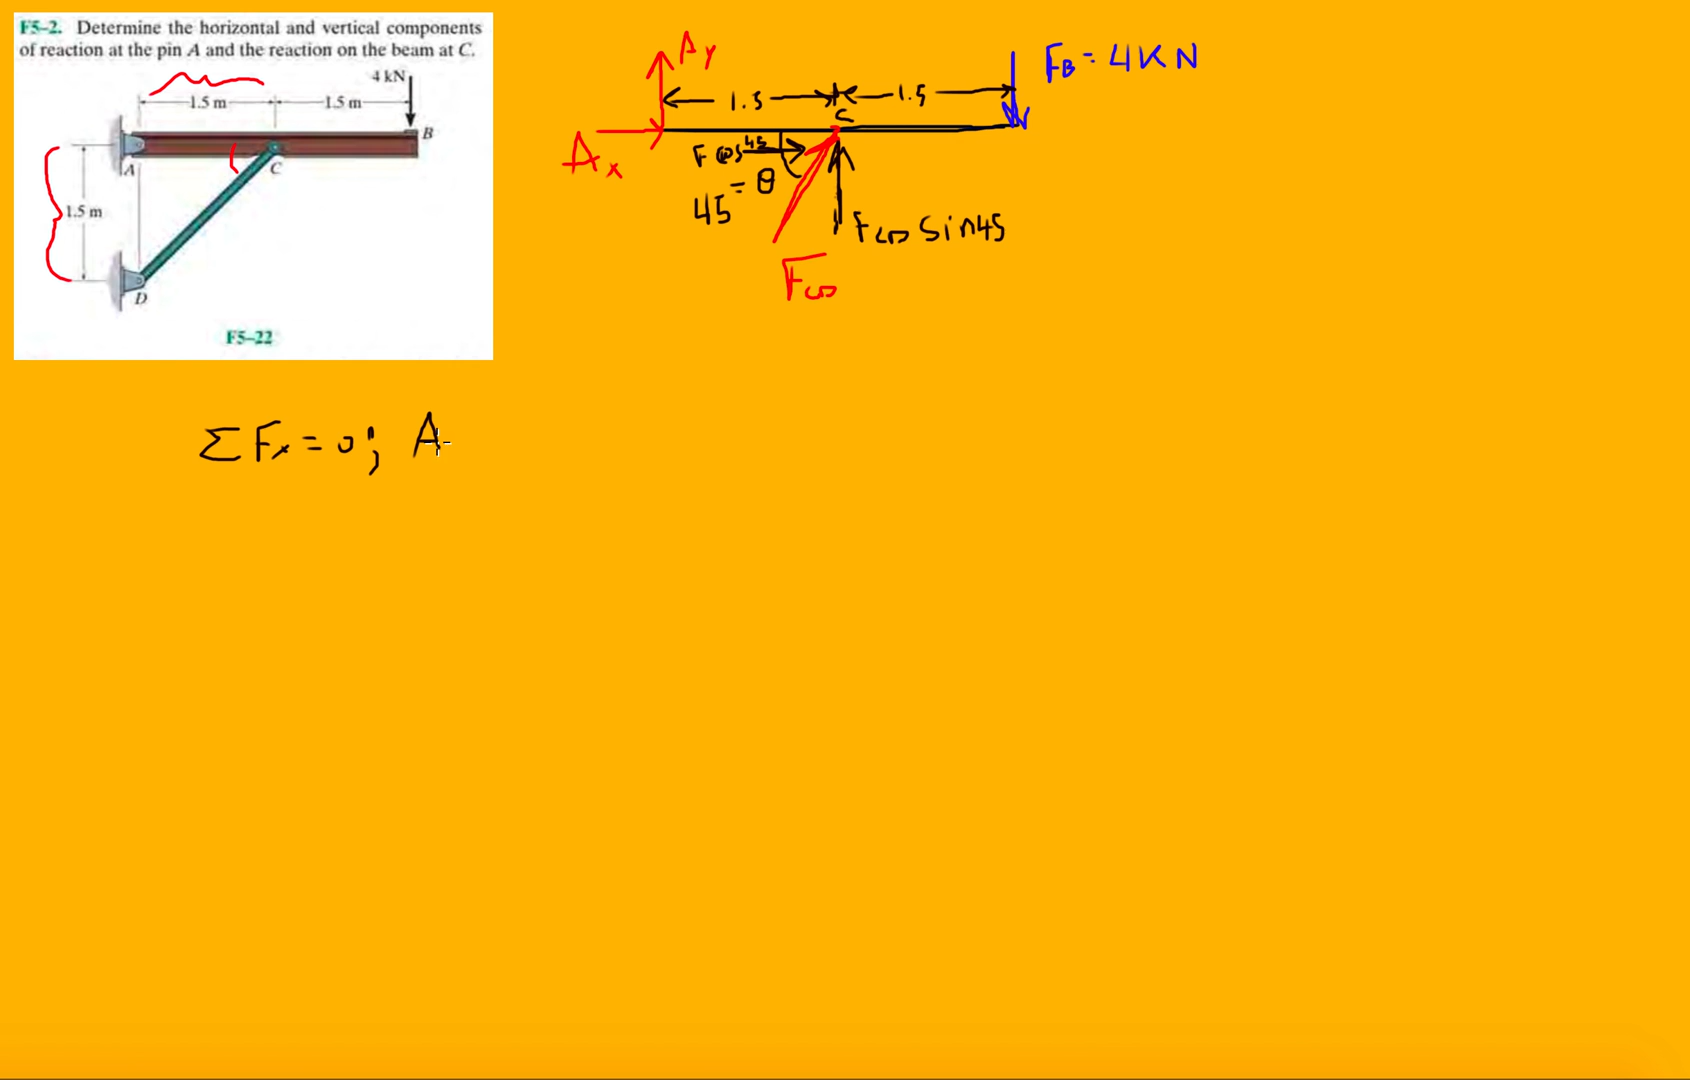 F5–2. Determine the horizontal and vertical components
of reaction at the pin A and the reaction on the beam at C.
4 kN
1.5 m
1.5 m
B
A
C
1.5 m
D
F5–22
Ay
FB = 4KN
1.5
1.5
C
Ax
F cos45
45 = θ
FCD Sin45
FCD
ΣFx = 0; A